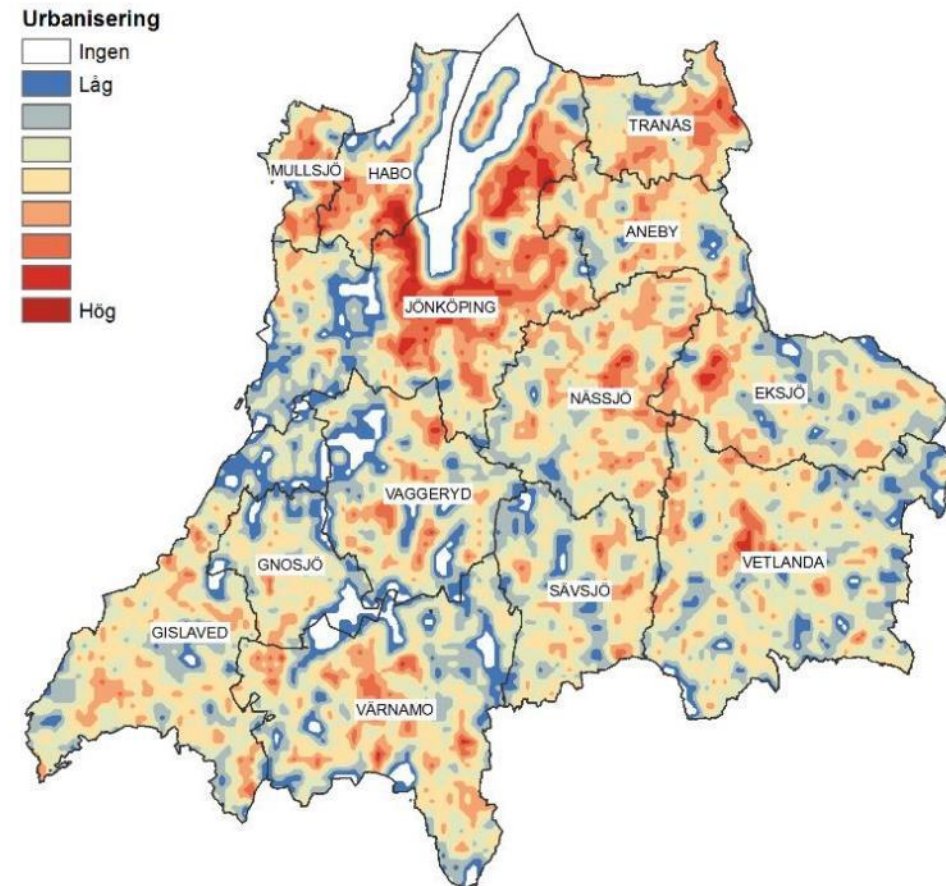 Urbanisering
Ingen
Låg
Hög
TRANÅS
MULLSJÖ
HABO
ANEBY
JÖNKÖPING
NÄSSJÖ
EKSJÖ
VAGGERYD
VETLANDA
GNOSJÖ
SÄVSJÖ
GISLAVED
VÄRNAMO